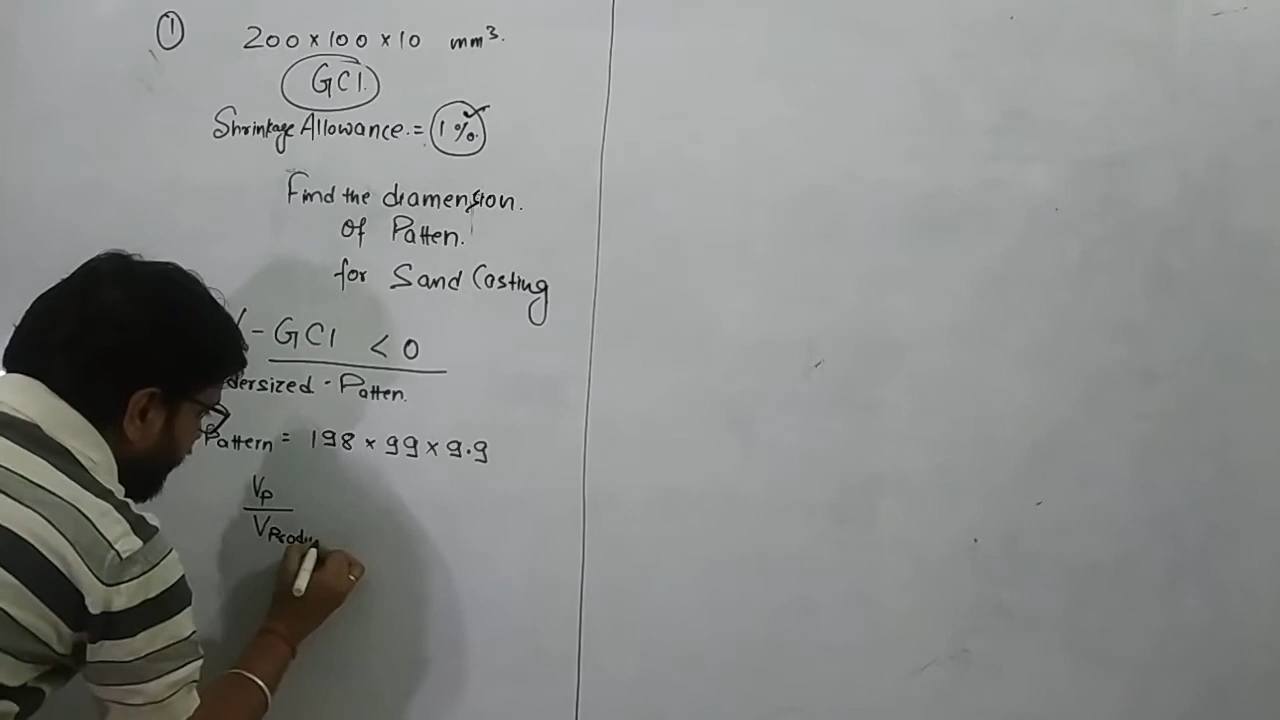 ① 200 × 100 × 10 mm³.
GCI.
Shrinkage Allowance. = 1%.
Find the diamension.
of Patten.
for Sand Casting
- GCI < 0
dersized - Patten.
Pattern = 198 × 99 × 9.9
Vp
VProdu